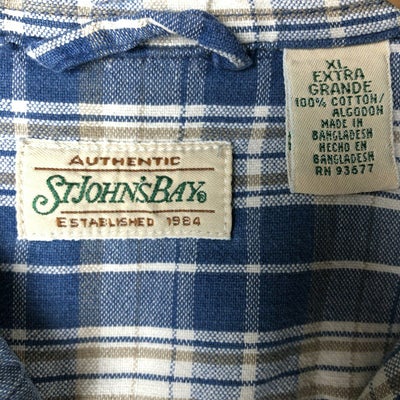 AUTHENTIC
ST JOHN'S BAY®
ESTABLISHED 1984
XL
EXTRA
GRANDE
100% COTTON/
ALGODON
MADE IN
BANGLADESH
HECHO EN
BANGLADESH
RN 93677